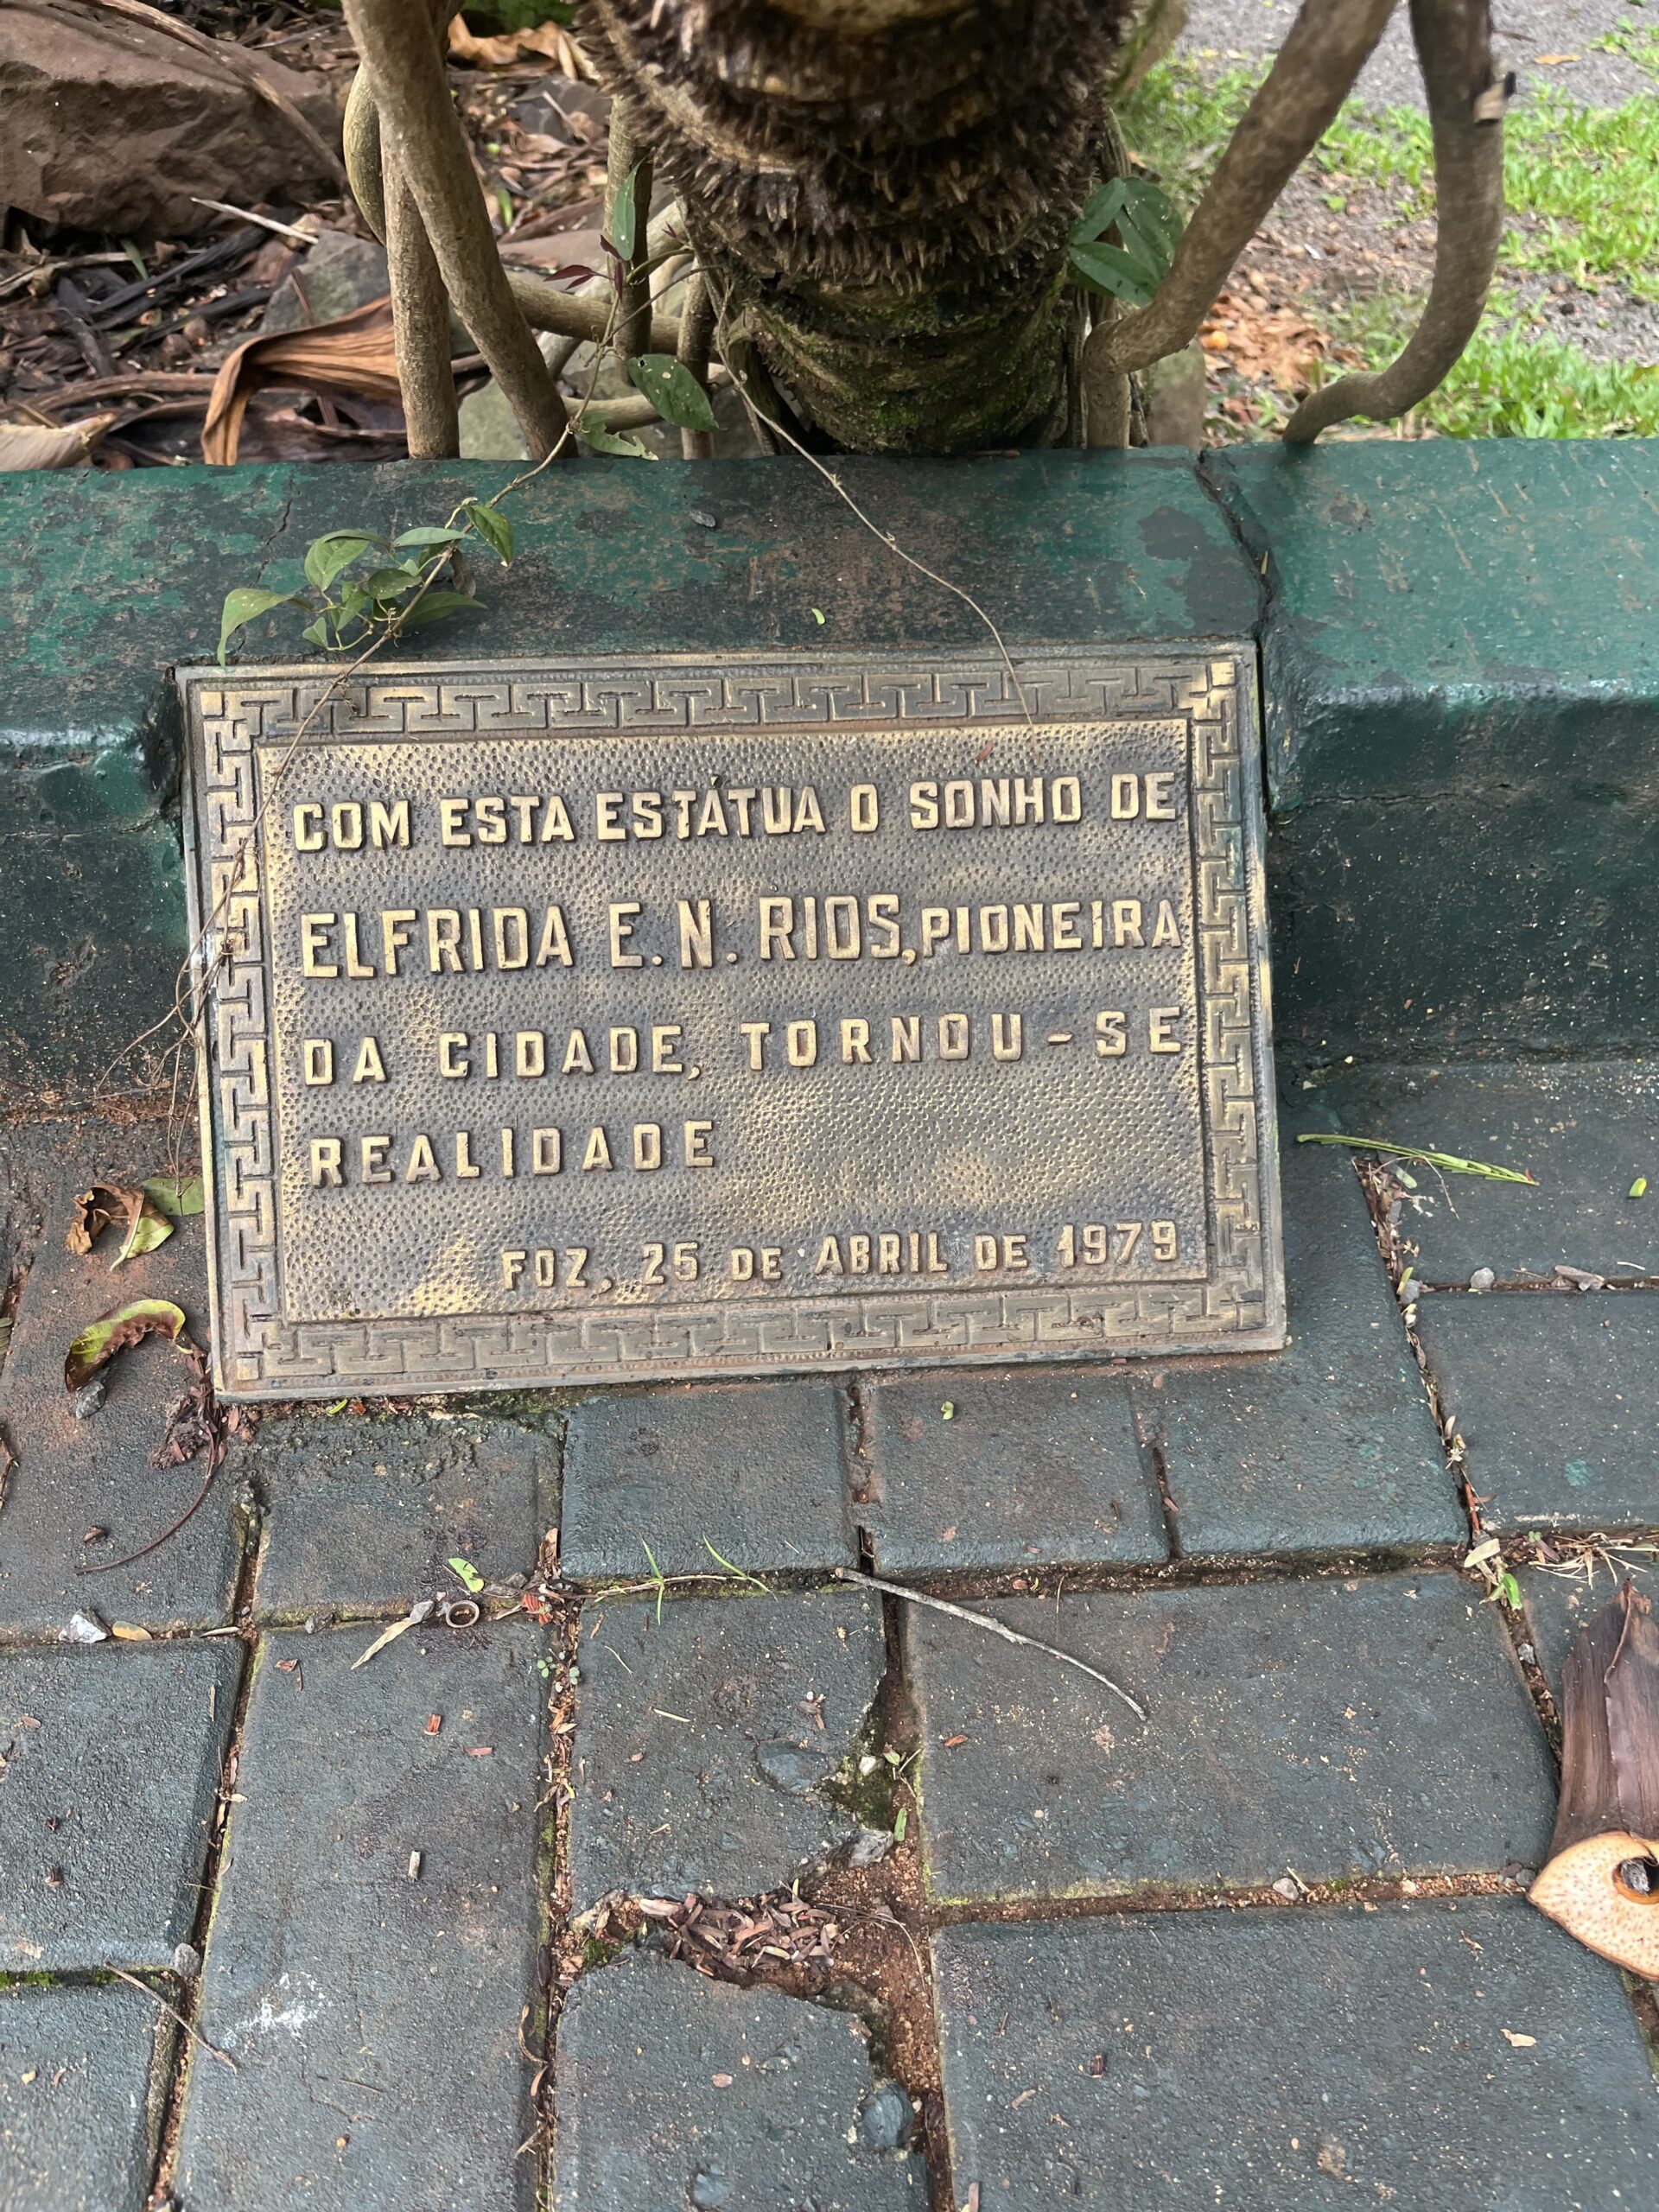 COM ESTA ESTÁTUA O SONHO DE
ELFRIDA E. N. RIOS, PIONEIRA
DA CIDADE, TORNOU-SE
REALIDADE
FOZ, 25 DE ABRIL DE 1979